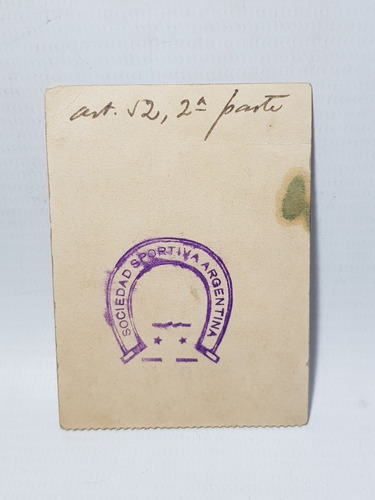 art. 52, 2ª parte
SOCIEDAD SPORTIVA ARGENTINA